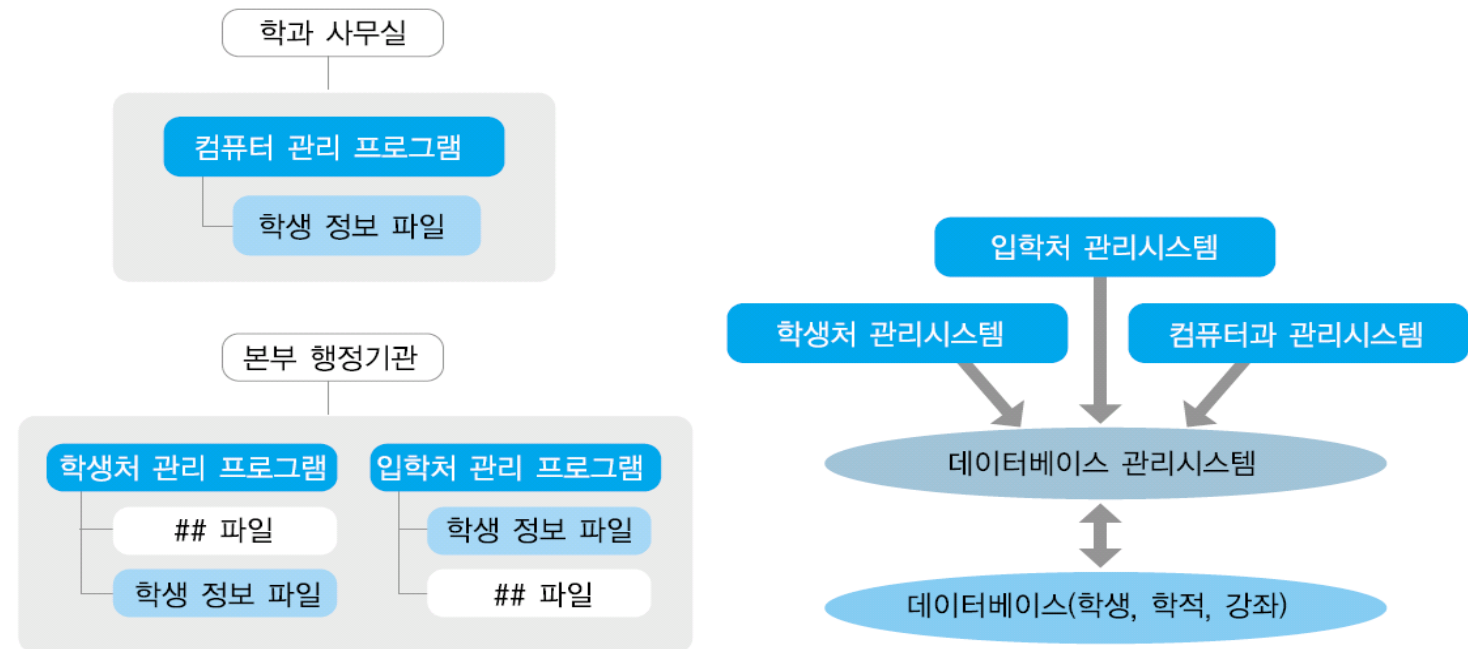 학과 사무실
컴퓨터 관리 프로그램
학생 정보 파일
본부 행정기관
학생처 관리 프로그램
## 파일
학생 정보 파일
입학처 관리 프로그램
학생 정보 파일
## 파일
입학처 관리시스템
학생처 관리시스템
컴퓨터과 관리시스템
데이터베이스 관리시스템
데이터베이스(학생, 학적, 강좌)